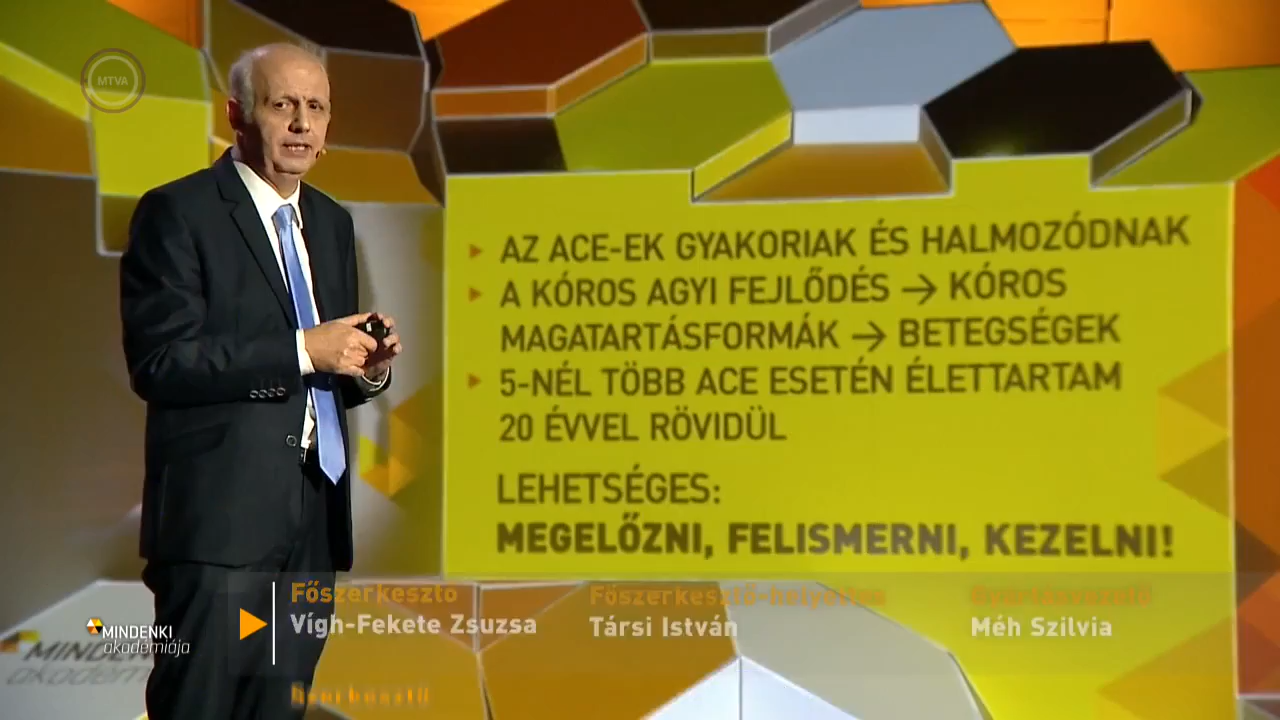 MTVA
AZ ACE-EK GYAKORIAK ÉS HALMOZÓDNAK
A KÓROS AGYI FEJLŐDÉS → KÓROS
MAGATARTÁSFORMÁK → BETEGSÉGEK
5-NÉL TÖBB ACE ESETÉN ÉLETTARTAM
20 ÉVVEL RÖVIDÜL
LEHETSÉGES:
MEGELŐZNI, FELISMERNI, KEZELNI!
Főszerkesztő Főszerkesztő-helyettes Gyártásvezető
Vígh-Fekete Zsuzsa Társi István Méh Szilvia
MINDENKI
akadémiája
Szerkesztő